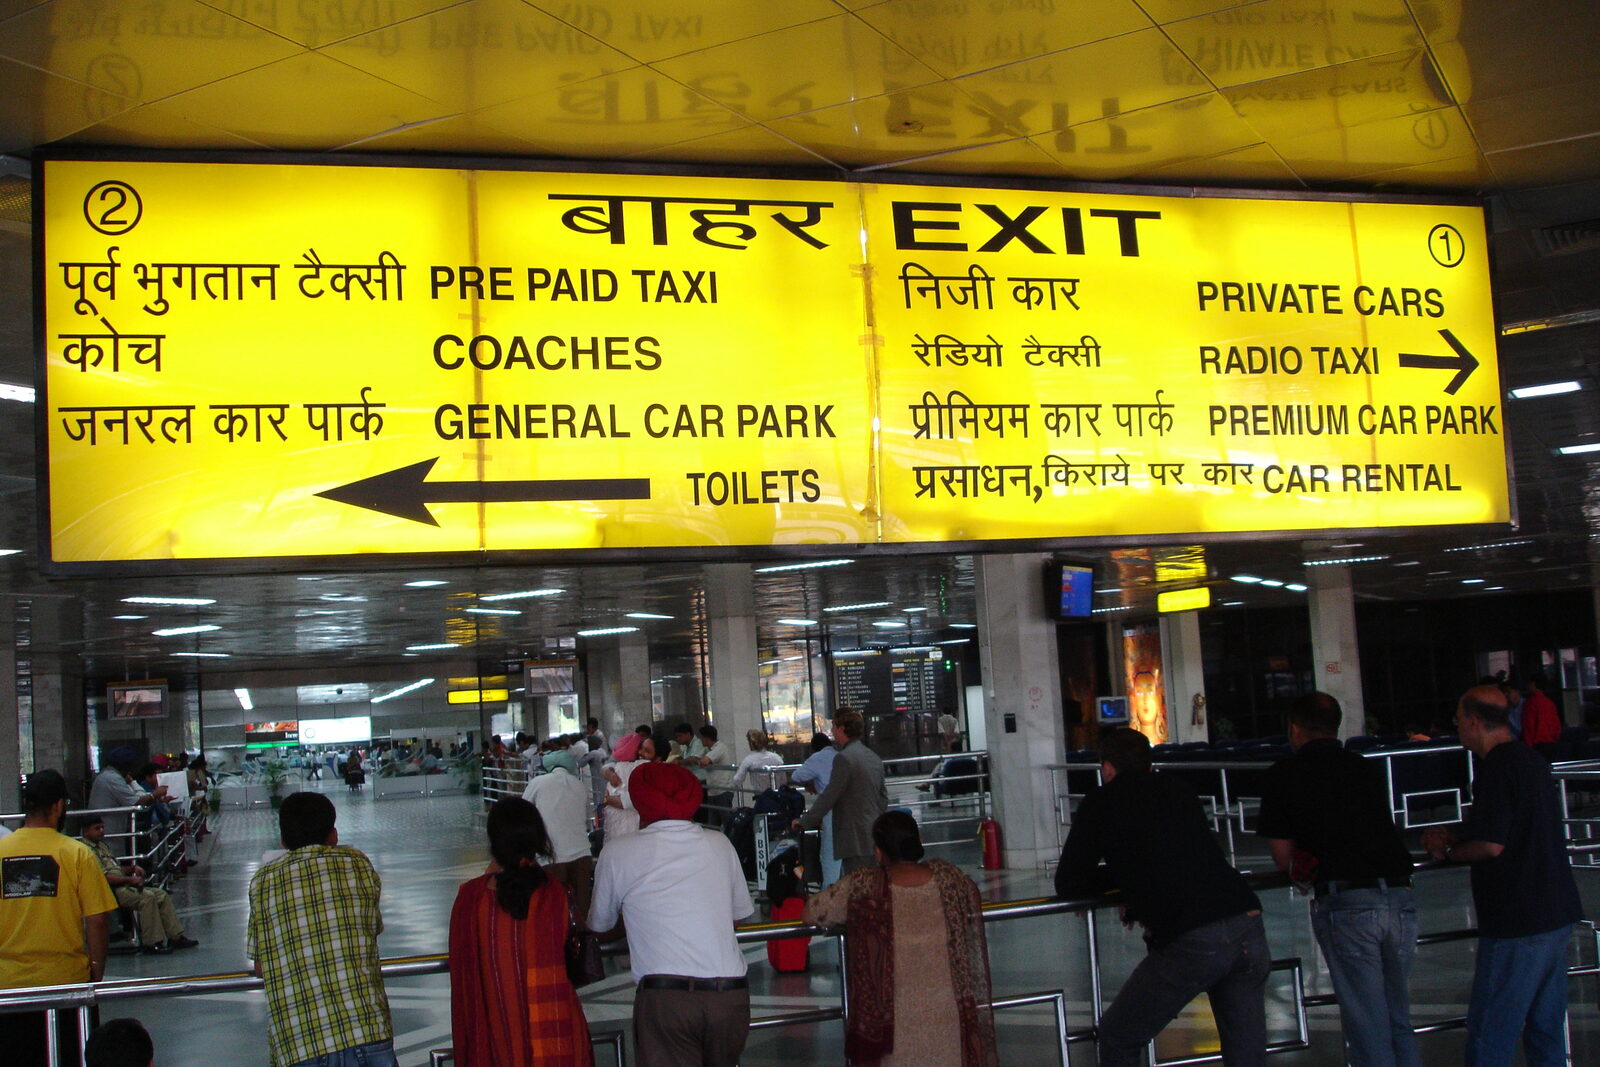 ② बाहर EXIT ①
पूर्व भुगतान टैक्सी PRE PAID TAXI
कोच COACHES
जनरल कार पार्क GENERAL CAR PARK
TOILETS
निजी कार PRIVATE CARS
रेडियो टैक्सी RADIO TAXI
प्रीमियम कार पार्क PREMIUM CAR PARK
प्रसाधन, किराये पर कार CAR RENTAL
BSNL